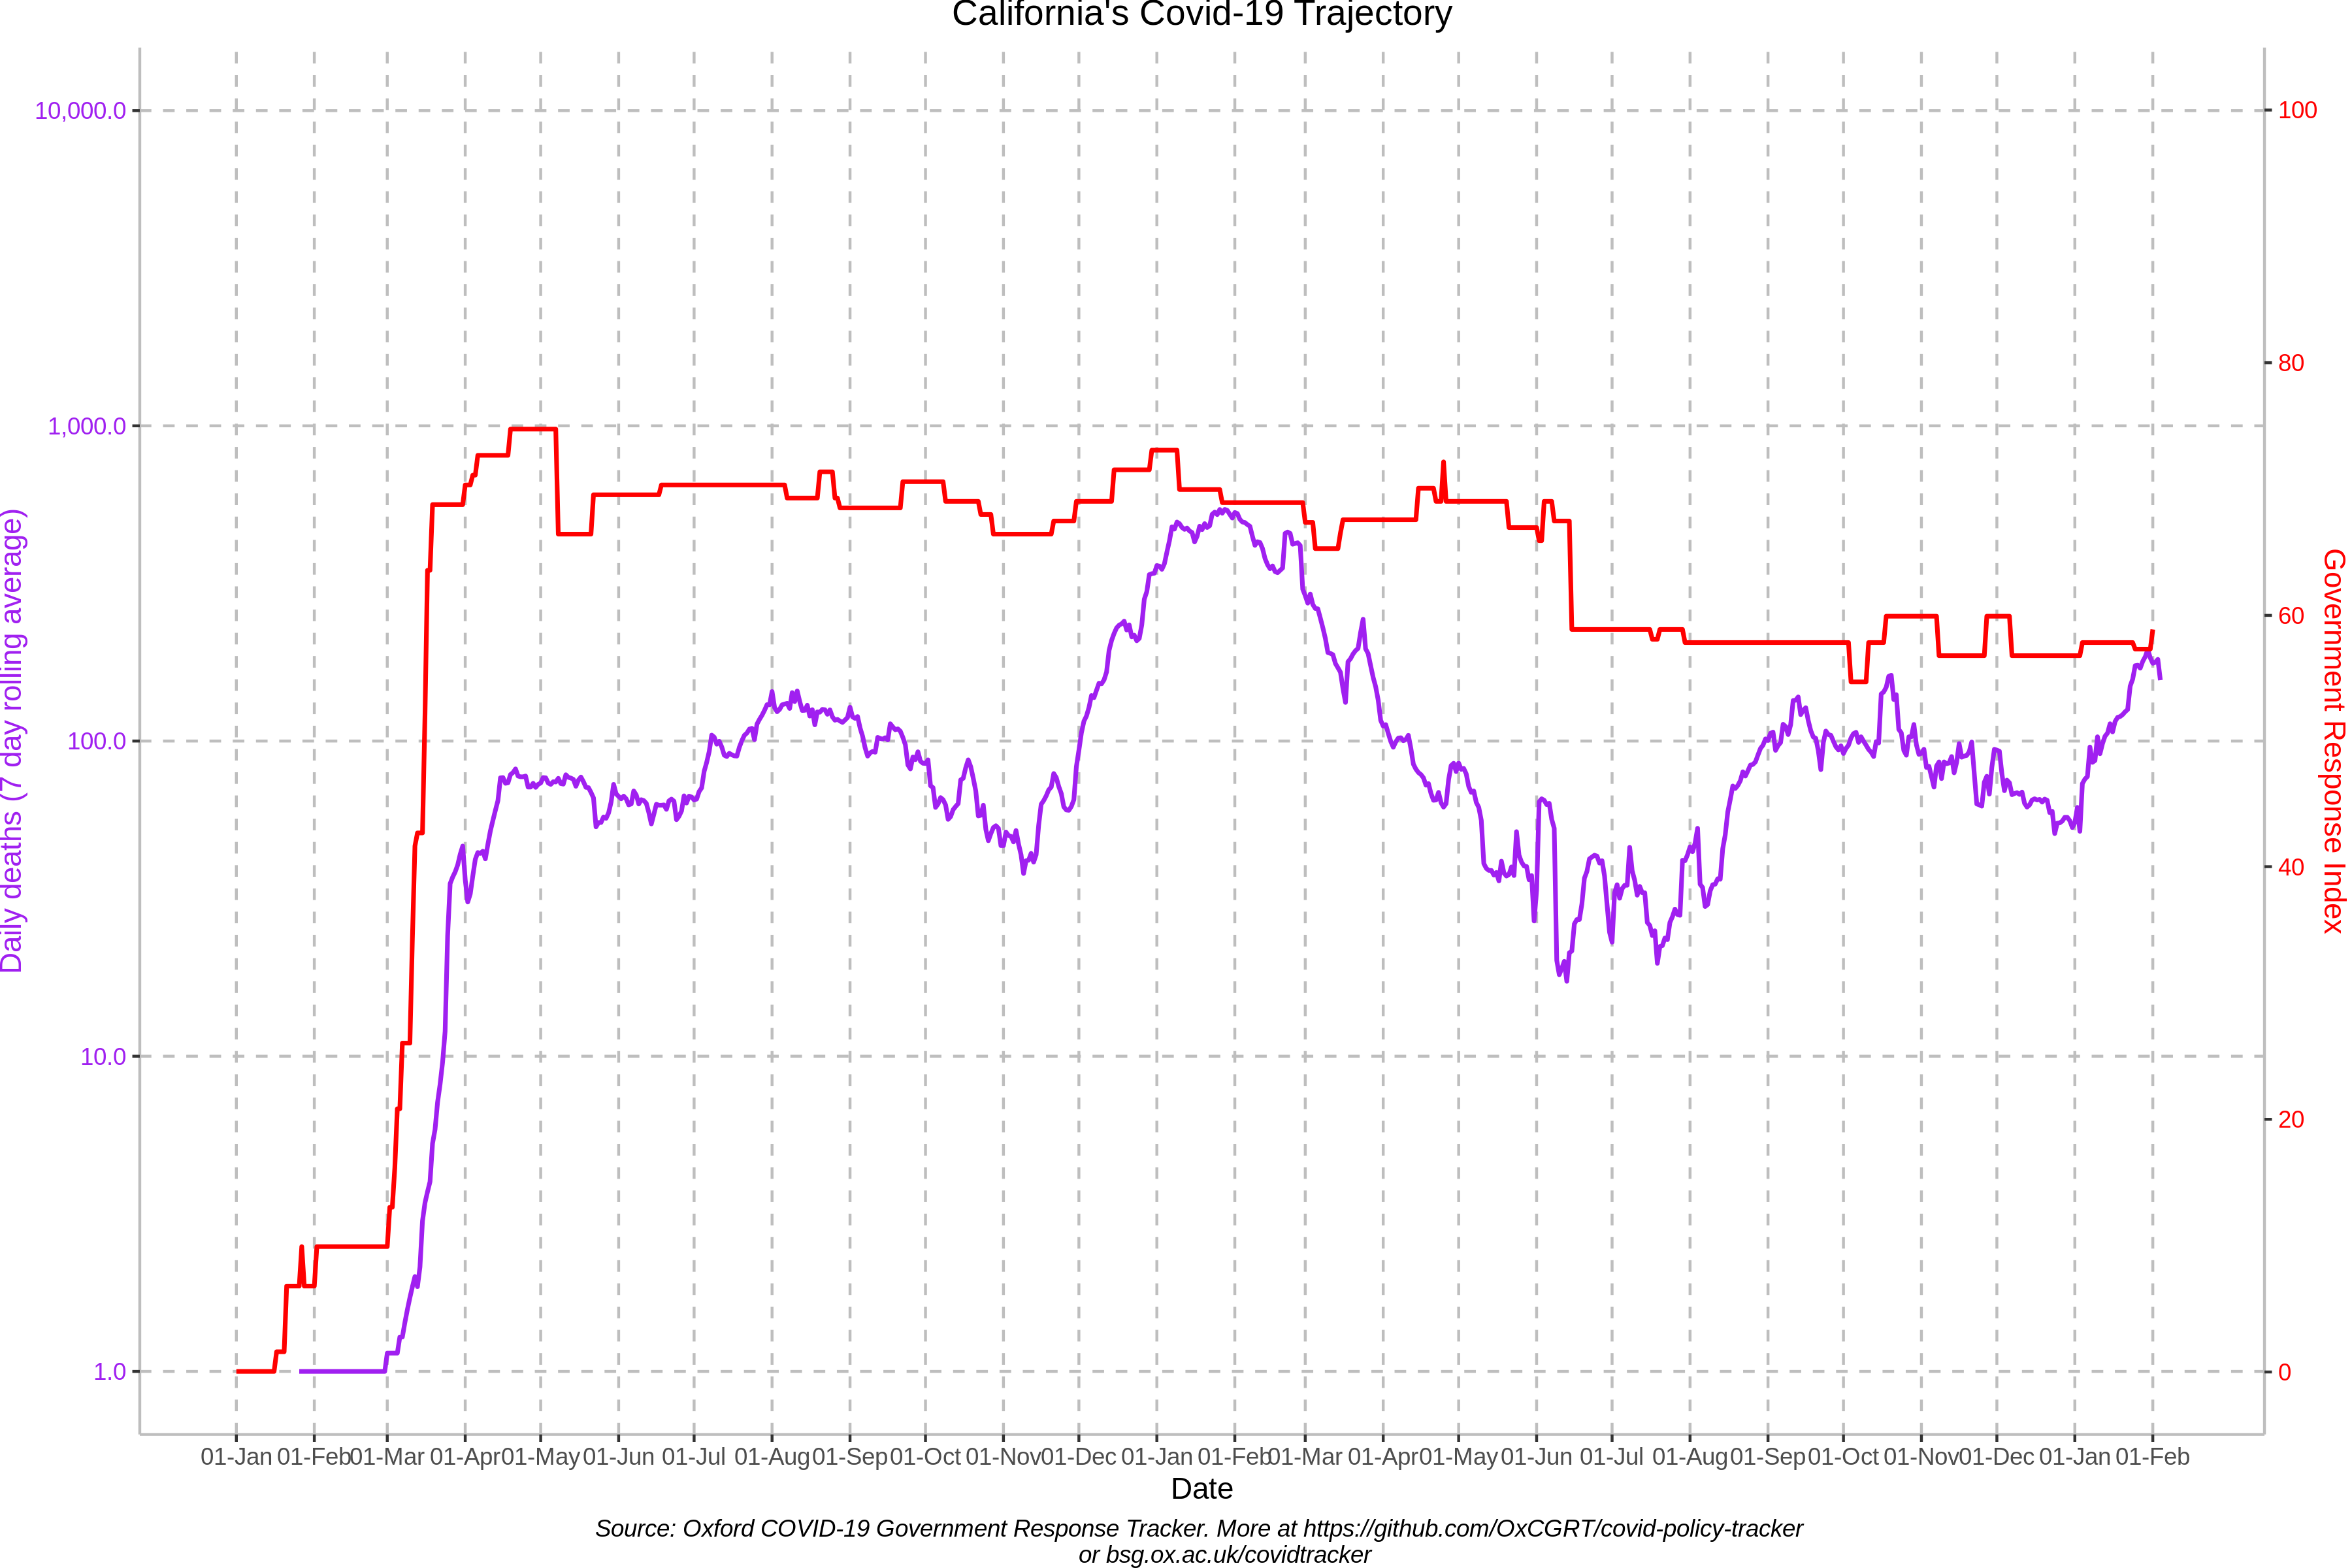 California's Covid-19 Trajectory
10,000.0
1,000.0
100.0
10.0
1.0
Daily deaths (7 day rolling average)
100
80
60
40
20
0
Government Response Index
01-Jan 01-Feb 01-Mar 01-Apr 01-May 01-Jun 01-Jul 01-Aug 01-Sep 01-Oct 01-Nov 01-Dec 01-Jan 01-Feb 01-Mar 01-Apr 01-May 01-Jun 01-Jul 01-Aug 01-Sep 01-Oct 01-Nov 01-Dec 01-Jan 01-Feb
Date
Source: Oxford COVID-19 Government Response Tracker. More at https://github.com/OxCGRT/covid-policy-tracker
or bsg.ox.ac.uk/covidtracker